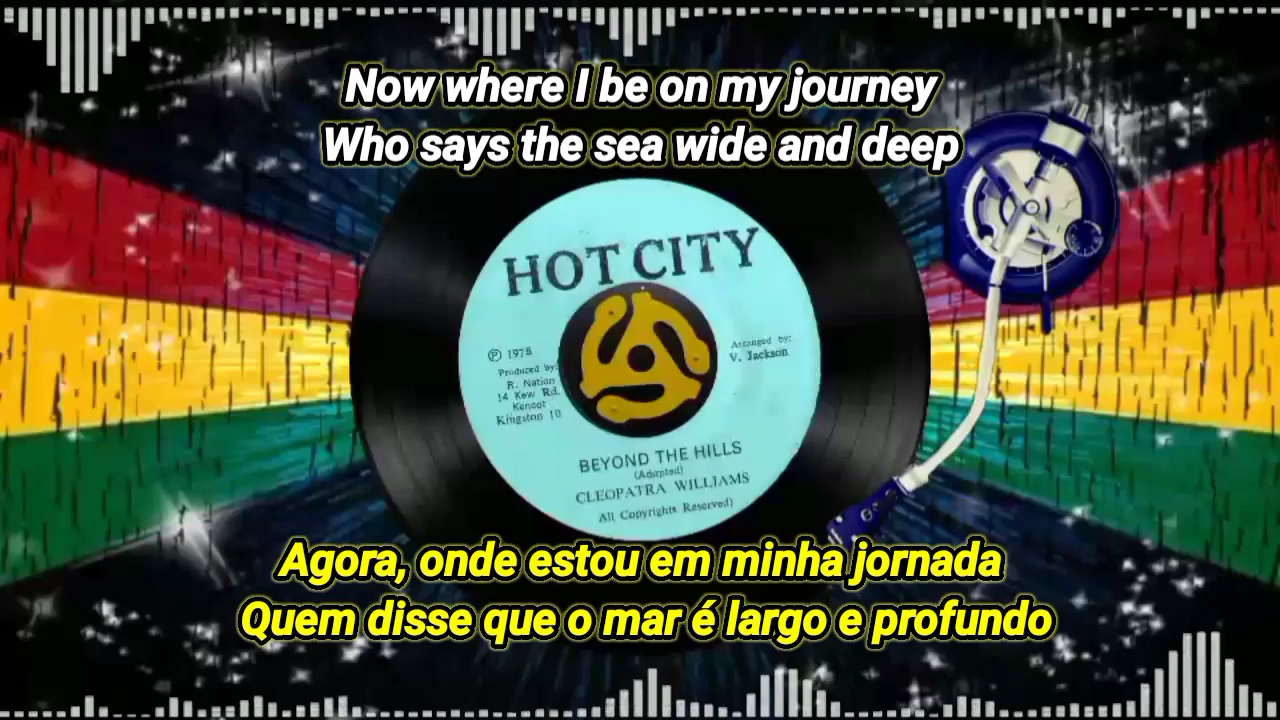 Now where I be on my journey
Who says the sea wide and deep
HOT CITY
Ⓟ 1978
Produced by:
R. Nation
14 Kew Rd.
Kencot
Kingston 10
Arranged by:
V. Jackson
BEYOND THE HILLS
(Adapted)
CLEOPATRA WILLIAMS
All Copyrights Reserved)
Agora, onde estou em minha jornada
Quem disse que o mar é largo e profundo